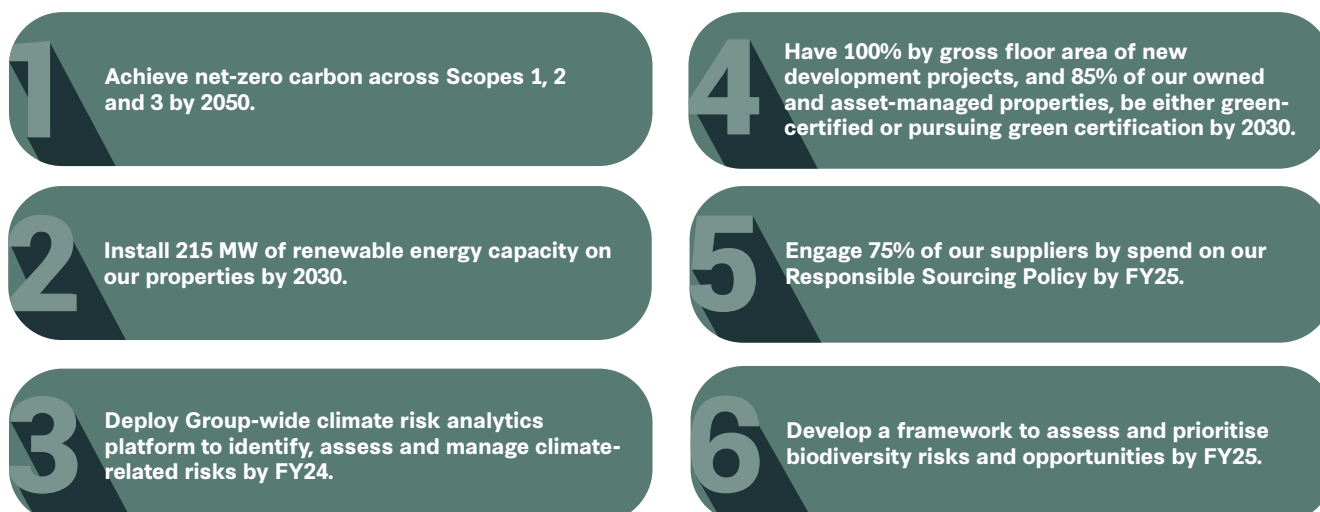 1
Achieve net-zero carbon across Scopes 1, 2
and 3 by 2050.
2
Install 215 MW of renewable energy capacity on
our properties by 2030.
3
Deploy Group-wide climate risk analytics
platform to identify, assess and manage climate-
related risks by FY24.
4
Have 100% by gross floor area of new
development projects, and 85% of our owned
and asset-managed properties, be either green-
certified or pursuing green certification by 2030.
5
Engage 75% of our suppliers by spend on our
Responsible Sourcing Policy by FY25.
6
Develop a framework to assess and prioritise
biodiversity risks and opportunities by FY25.